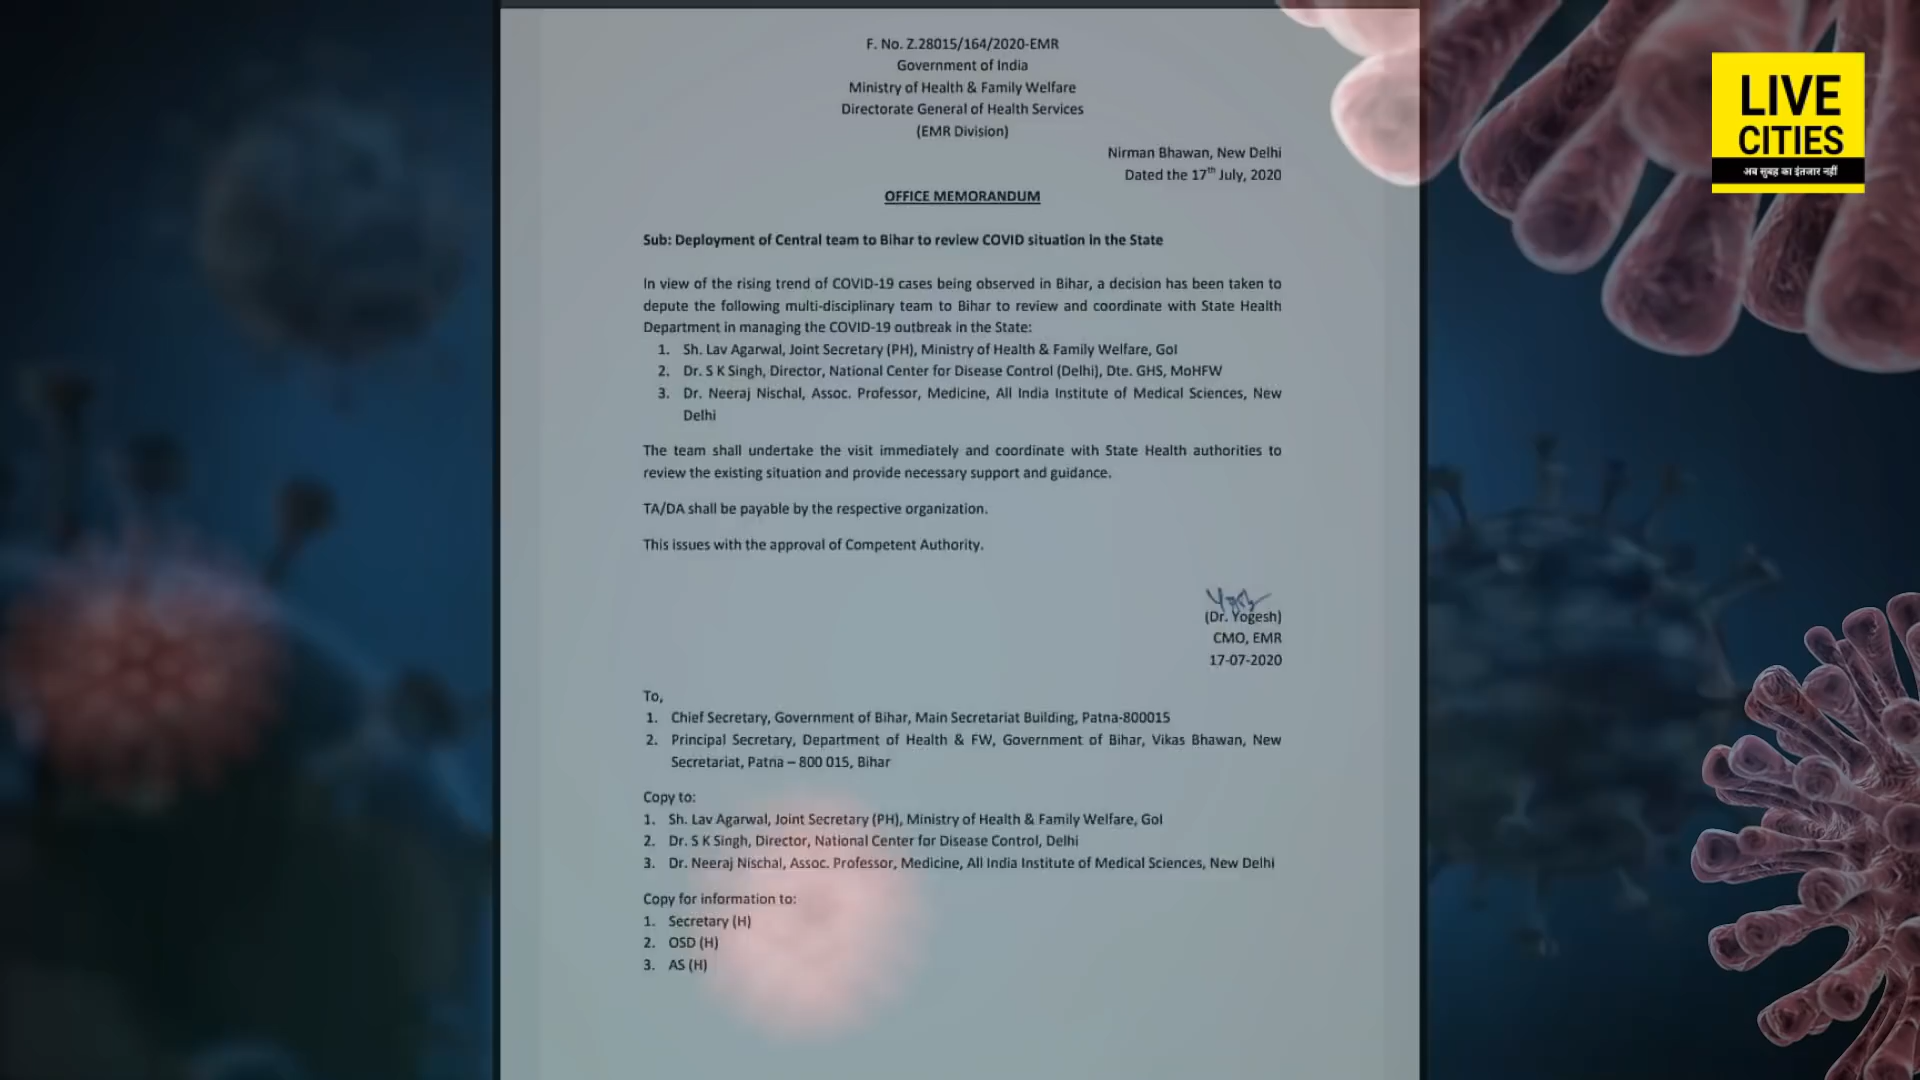 F. No. Z.28015/164/2020-EMR
Government of India
Ministry of Health & Family Welfare
Directorate General of Health Services
(EMR Division)
Nirman Bhawan, New Delhi
Dated the 17th July, 2020
OFFICE MEMORANDUM
Sub: Deployment of Central team to Bihar to review COVID situation in the State
In view of the rising trend of COVID-19 cases being observed in Bihar, a decision has been taken to
depute the following multi-disciplinary team to Bihar to review and coordinate with State Health
Department in managing the COVID-19 outbreak in the State:
1. Sh. Lav Agarwal, Joint Secretary (PH), Ministry of Health & Family Welfare, GoI
2. Dr. S K Singh, Director, National Center for Disease Control (Delhi), Dte. GHS, MoHFW
3. Dr. Neeraj Nischal, Assoc. Professor, Medicine, All India Institute of Medical Sciences, New
Delhi
The team shall undertake the visit immediately and coordinate with State Health authorities to
review the existing situation and provide necessary support and guidance.
TA/DA shall be payable by the respective organization.
This issues with the approval of Competent Authority.
(Dr. Yogesh)
CMO, EMR
17-07-2020
To,
1. Chief Secretary, Government of Bihar, Main Secretariat Building, Patna-800015
2. Principal Secretary, Department of Health & FW, Government of Bihar, Vikas Bhawan, New
Secretariat, Patna – 800 015, Bihar
Copy to:
1. Sh. Lav Agarwal, Joint Secretary (PH), Ministry of Health & Family Welfare, GoI
2. Dr. S K Singh, Director, National Center for Disease Control, Delhi
3. Dr. Neeraj Nischal, Assoc. Professor, Medicine, All India Institute of Medical Sciences, New Delhi
Copy for information to:
1. Secretary (H)
2. OSD (H)
3. AS (H)
LIVE
CITIES
अब सुबह का इंतजार नहीं